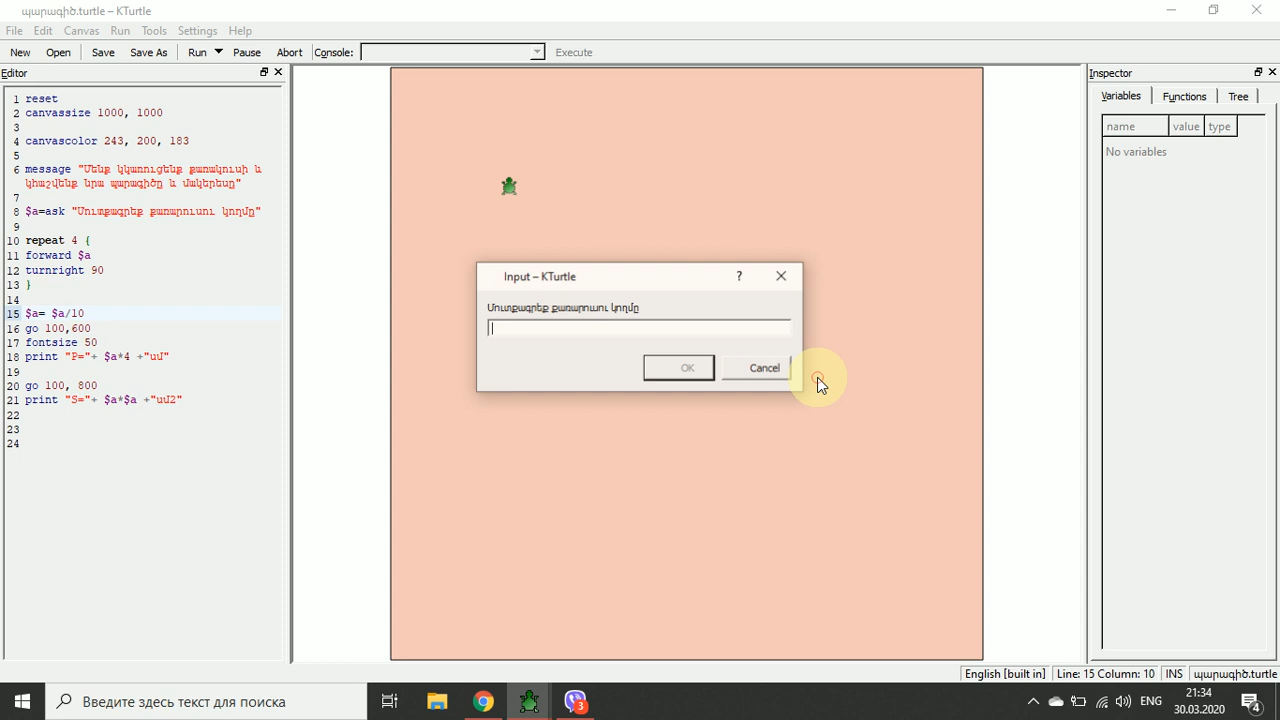 պարագիծ.turtle – KTurtle
File Edit Canvas Run Tools Settings Help
New Open Save Save As Run Pause Abort Console: Execute
Editor
1 reset
2 canvassize 1000, 1000
3
4 canvascolor 243, 200, 183
5
6 message "Մենք կկառուցենք քառակուսի և
կհաշվենք նրա պարագիծը և մակերեսը"
7
8 $a=ask "Մուտքագրեք քառարուսու կողմը"
9
10 repeat 4 {
11 forward $a
12 turnright 90
13 }
14
15 $a= $a/10
16 go 100,600
17 fontsize 50
18 print "P="+ $a*4 +"սմ"
20 go 100, 800
21 print "S="+ $a*$a +"սմ2"
22
23
24
Input – KTurtle ?
Մուտքագրեք քառարուսու կողմը
OK Cancel
Inspector
Variables Functions Tree
name value type
No variables
English [built in] Line: 15 Column: 10 INS պարագիծ.turtle
Введите здесь текст для поиска
3
ENG
21:34
30.03.2020
4